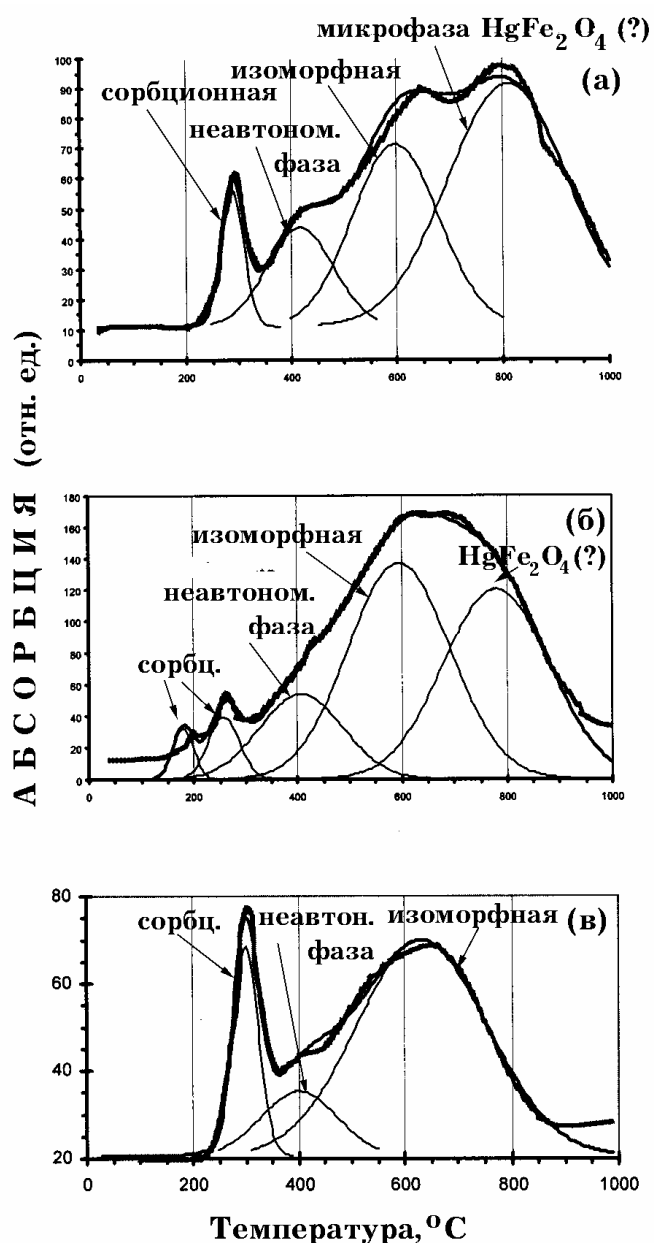 микрофаза HgFe₂O₄ (?)
изоморфная
(а)
сорбционная
неавтоном.
фаза
100
90
80
70
60
50
40
30
20
10
0
0
200
400
600
800
1000
АБСОРБЦИЯ (отн. ед.)
(б)
изоморфная
HgFe₂O₄(?)
неавтоном.
фаза
сорбц.
180
160
140
120
100
80
60
40
20
0
0
200
400
600
800
1000
(в)
сорбц.
неавтон.
фаза
изоморфная
80
60
40
20
0
200
400
600
800
1000
Температура, °C